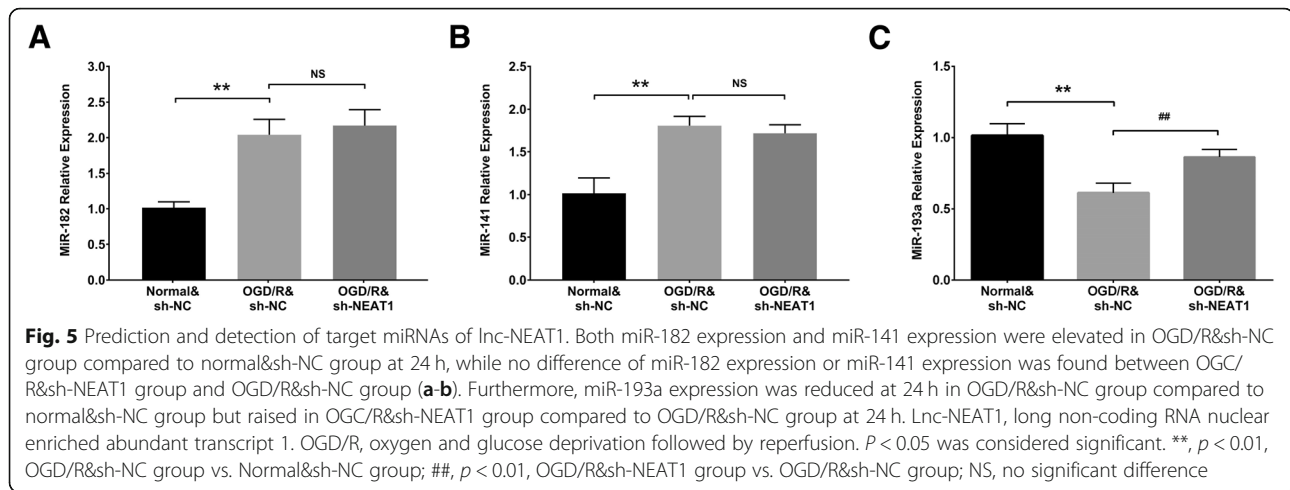 A
B
C
MiR-182 Relative Expression
3.0
2.5
2.0
1.5
1.0
0.5
0.0
**
NS
Normal&
sh-NC
OGD/R&
sh-NC
OGD/R&
sh-NEAT1
MiR-141 Relative Expression
2.5
2.0
1.5
1.0
0.5
0.0
**
NS
Normal&
sh-NC
OGD/R&
sh-NC
OGD/R&
sh-NEAT1
MiR-193a Relative Expression
1.5
1.0
0.5
0.0
**
##
Normal&
sh-NC
OGD/R&
sh-NC
OGD/R&
sh-NEAT1
Fig. 5 Prediction and detection of target miRNAs of lnc-NEAT1. Both miR-182 expression and miR-141 expression were elevated in OGD/R&sh-NC
group compared to normal&sh-NC group at 24 h, while no difference of miR-182 expression or miR-141 expression was found between OGC/
R&sh-NEAT1 group and OGD/R&sh-NC group (a-b). Furthermore, miR-193a expression was reduced at 24 h in OGD/R&sh-NC group compared to
normal&sh-NC group but raised in OGC/R&sh-NEAT1 group compared to OGD/R&sh-NC group at 24 h. Lnc-NEAT1, long non-coding RNA nuclear
enriched abundant transcript 1. OGD/R, oxygen and glucose deprivation followed by reperfusion. P < 0.05 was considered significant. **, p < 0.01,
OGD/R&sh-NC group vs. Normal&sh-NC group; ##, p < 0.01, OGD/R&sh-NEAT1 group vs. OGD/R&sh-NC group; NS, no significant difference